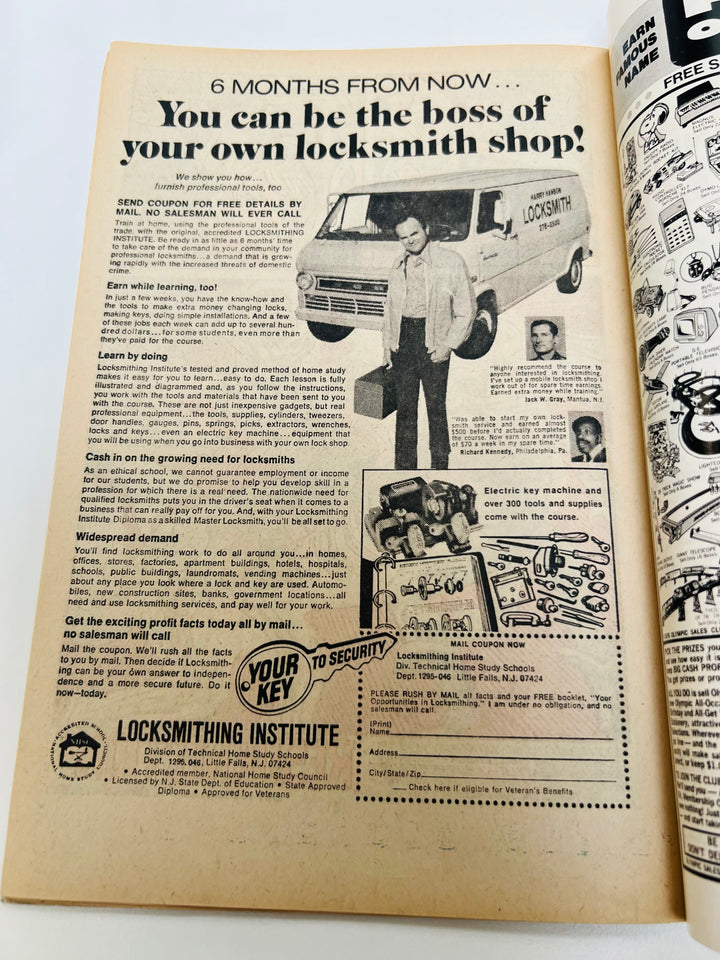 6 MONTHS FROM NOW...
You can be the boss of
your own locksmith shop!
We show you how...
furnish professional tools, too
SEND COUPON FOR FREE DETAILS BY
MAIL. NO SALESMAN WILL EVER CALL
Train at home, using the professional tools of the
trade, with the original, accredited LOCKSMITHING
INSTITUTE. Be ready in as little as 6 months' time
to take care of the demand in your community for
professional locksmiths...a demand that is grow-
ing rapidly with the increased threats of domestic
crime.
Earn while learning, too!
In just a few weeks, you have the know-how and
the tools to make extra money changing locks,
making keys, doing simple installations. And a few
of these jobs each week can add up to several hun-
dred dollars...for some students, even more than
they've paid for the course.
Learn by doing
Locksmithing Institute's tested and proved method of home study
makes it easy for you to learn...easy to do. Each lesson is fully
illustrated and diagrammed and, as you follow the instructions,
you work with the tools and materials that have been sent to you
with the course. These are not just inexpensive gadgets, but real
professional equipment...the tools, supplies, cylinders, tweezers,
door handles, gauges, pins, springs, picks, extractors, wrenches,
locks and keys...even an electric key machine...equipment that
you will be using when you go into business with your own lock shop.
Cash in on the growing need for locksmiths
As an ethical school, we cannot guarantee employment or income
for our students, but we do promise to help you develop skill in a
profession for which there is a real need. The nationwide need for
qualified locksmiths puts you in the driver's seat when it comes to a
business that can really pay off for you. And, with your Locksmithing
Institute Diploma as a skilled Master Locksmith, you'll be all set to go.
Widespread demand
You'll find locksmithing work to do all around you...in homes,
offices, stores, factories, apartment buildings, hotels, hospitals,
schools, public buildings, laundromats, vending machines...just
about any place you look where a lock and key are used. Automo-
biles, new construction sites, banks, government locations...all
need and use locksmithing services, and pay well for your work.
Get the exciting profit facts today all by mail...
no salesman will call
Mail the coupon. We'll rush all the facts
to you by mail. Then decide if Locksmith-
ing can be your own answer to indepen-
dence and a more secure future. Do it
now—today.
YOUR
KEY
TO SECURITY
LOCKSMITHING INSTITUTE
Division of Technical Home Study Schools
Dept. 1295-046, Little Falls, N.J. 07424
• Accredited member, National Home Study Council
• Licensed by N.J. State Dept. of Education • State Approved
Diploma • Approved for Veterans
NHSC
HARRY HANSON
LOCKSMITH
"Highly recommend the course to
anyone interested in locksmithing.
I've set up a mobile locksmith shop I
work out of for spare time earnings.
Earned extra money while training."
Jack W. Gray, Mantua, N.J.
"Was able to start my own lock-
smith service and earned almost
$500 before I'd actually completed
the course. Now earn on an average
of $70 a week in my spare time."
Richard Kennedy, Philadelphia, Pa.
Electric key machine and
over 300 tools and supplies
come with the course.
MAIL COUPON NOW
Locksmithing Institute
Div. Technical Home Study Schools
Dept. 1295-046 Little Falls, N.J. 07424
PLEASE RUSH BY MAIL all facts and your FREE booklet, "Your
Opportunities in Locksmithing." I am under no obligation, and no
salesman will call.
(Print)
Name
Address
City/State/Zip
Check here if eligible for Veteran's Benefits
EARN
FAMOUS
NAME
FREE S